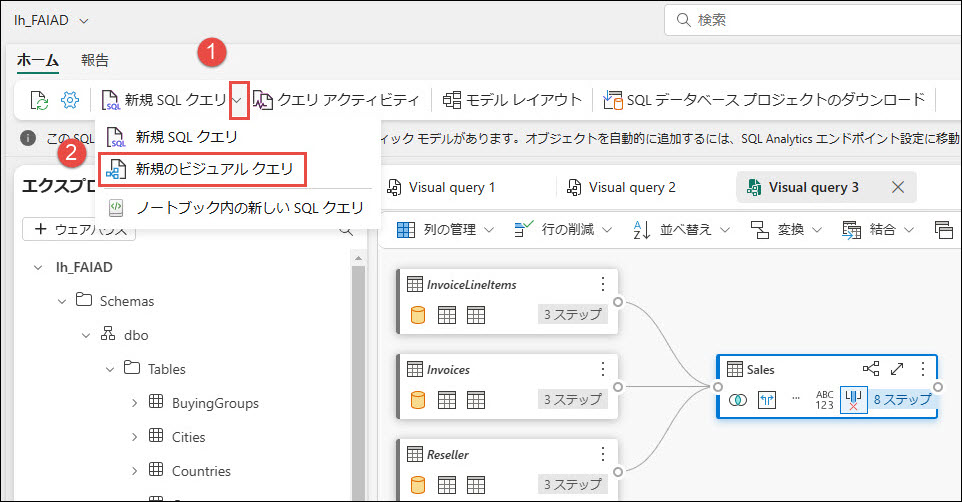 lh_FAIAD
検索
ホーム 報告
1
新規 SQL クエリ クエリ アクティビティ モデル レイアウト SQL データベース プロジェクトのダウンロード
この SQL ィック モデルがあります。オブジェクトを自動的に追加するには、SQL Analytics エンドポイント設定に移動
新規 SQL クエリ
2
新規のビジュアル クエリ
ノートブック内の新しい SQL クエリ
エクスプロ
Visual query 1 Visual query 2 Visual query 3
+ ウェアハウス
列の管理 行の削減 並べ替え 変換 結合
lh_FAIAD
Schemas
dbo
Tables
BuyingGroups
Cities
Countries
InvoiceLineItems
3 ステップ
Invoices
3 ステップ
Reseller
3 ステップ
Sales
ABC
123
8 ステップ